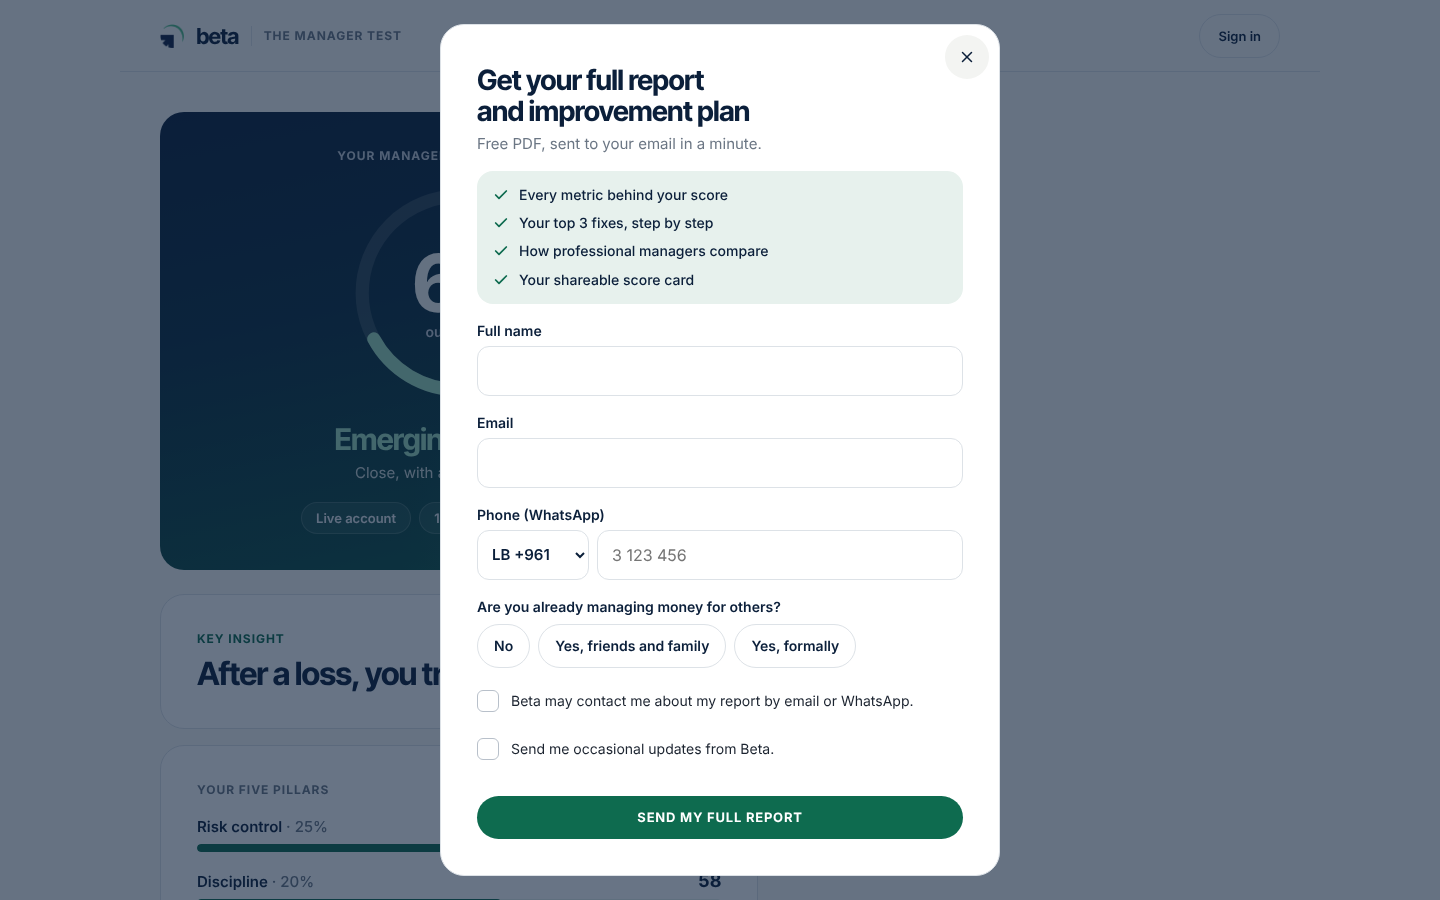 beta
THE MANAGER TEST
Sign in
Get your full report
and improvement plan
Free PDF, sent to your email in a minute.
Every metric behind your score
Your top 3 fixes, step by step
How professional managers compare
Your shareable score card
Full name
Email
Phone (WhatsApp)
LB +961
3 123 456
Are you already managing money for others?
No
Yes, friends and family
Yes, formally
Beta may contact me about my report by email or WhatsApp.
Send me occasional updates from Beta.
SEND MY FULL REPORT
YOUR
Close, with
Live account
KEY INSIGHT
After a loss, you
YOUR FIVE PILLARS
Risk control · 25%
Discipline · 20%
58